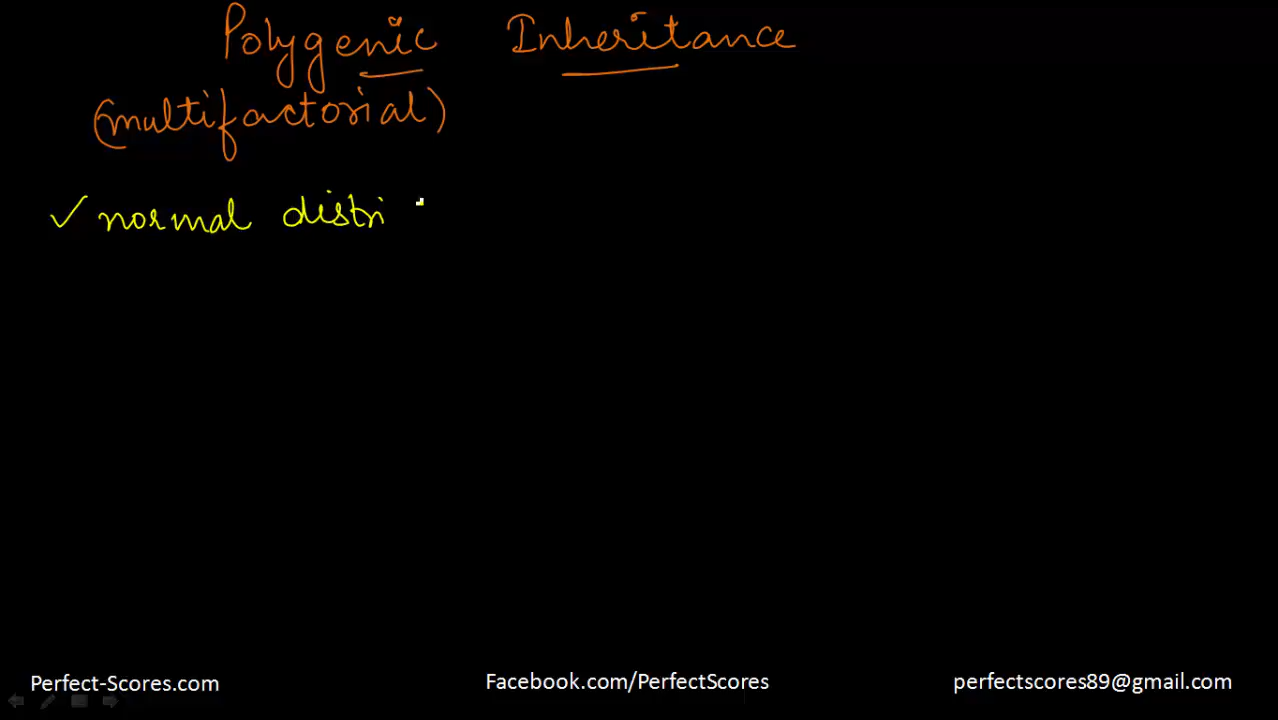 Polygenic Inheritance
(multifactorial)
✓ normal distri
Perfect-Scores.com
Facebook.com/PerfectScores
perfectscores89@gmail.com